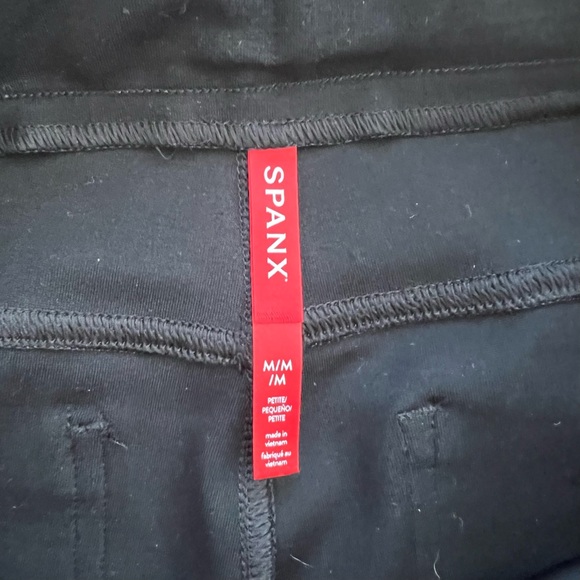 SPANX®
M/M
/M
PETITE/
PEQUEÑO/
PETITE
made in
vietnam
fabriqué au
vietnam